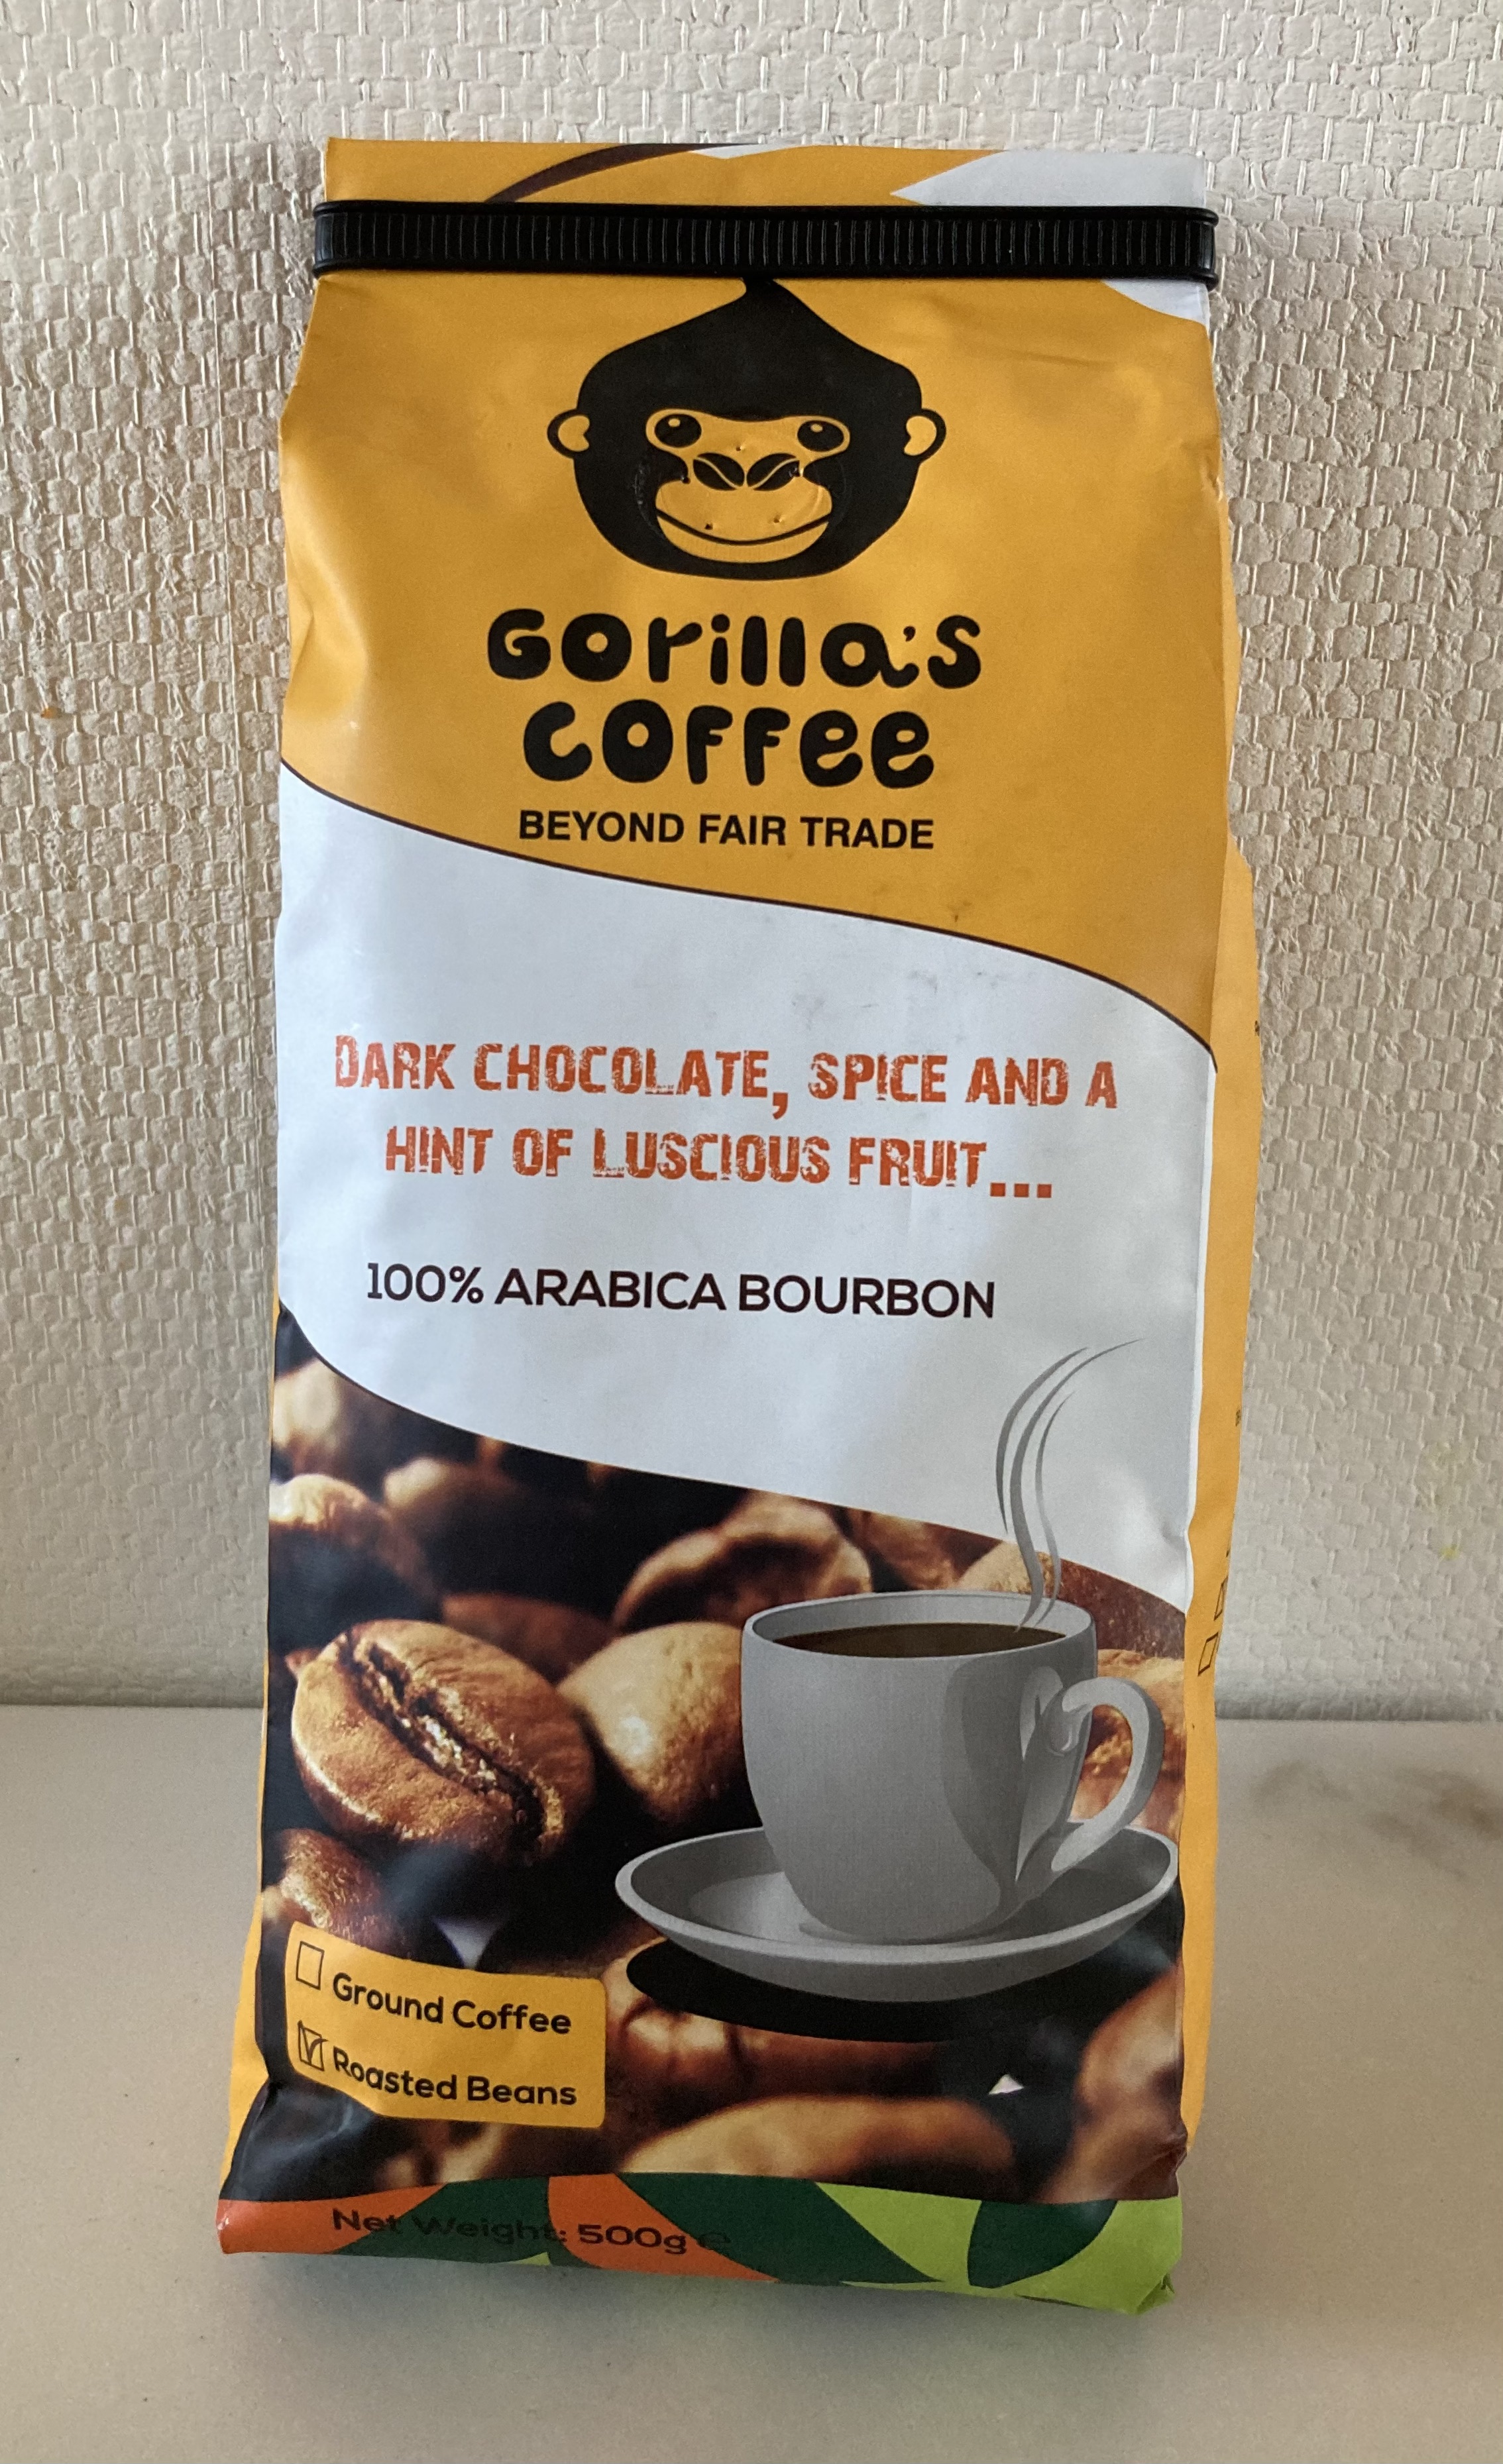 Gorilla's
Coffee
BEYOND FAIR TRADE
DARK CHOCOLATE, SPICE AND A
HINT OF LUSCIOUS FRUIT...
100% ARABICA BOURBON
Ground Coffee
Roasted Beans
Net Weight: 500g ℮